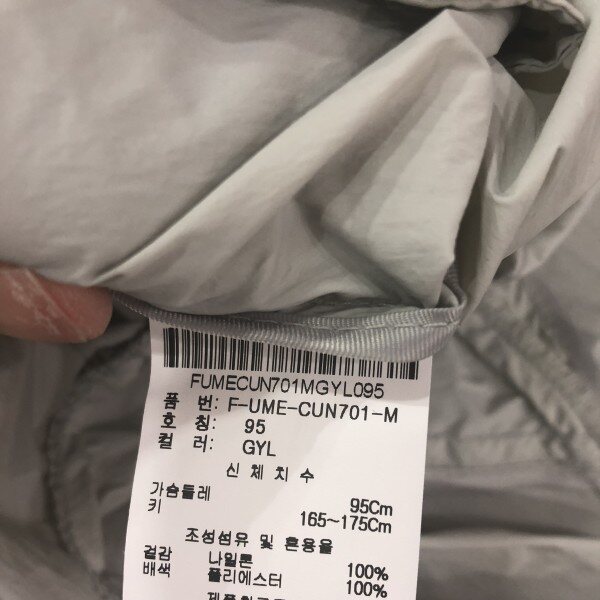 FUMECUN701MGYL095
품 번: F-UME-CUN701-M
호 칭: 95
컬 러: GYL
신 체 치 수
가슴둘레 95Cm
키 165~175Cm
조성섬유 및 혼용율
겉감 나일론 100%
배색 폴리에스터 100%